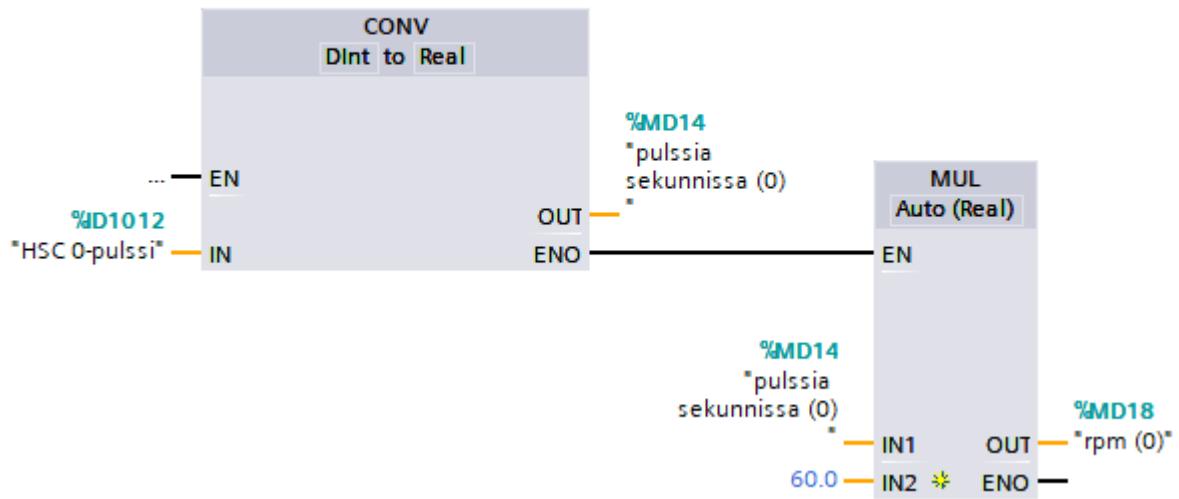 CONV
DInt to Real
%MD14
"pulssia
sekunnissa (0)
"
... EN
%ID1012
"HSC 0-pulssi" IN
OUT
ENO
MUL
Auto (Real)
EN
%MD14
"pulssia
sekunnissa (0)
"
IN1
60.0 IN2
%MD18
OUT "rpm (0)"
ENO